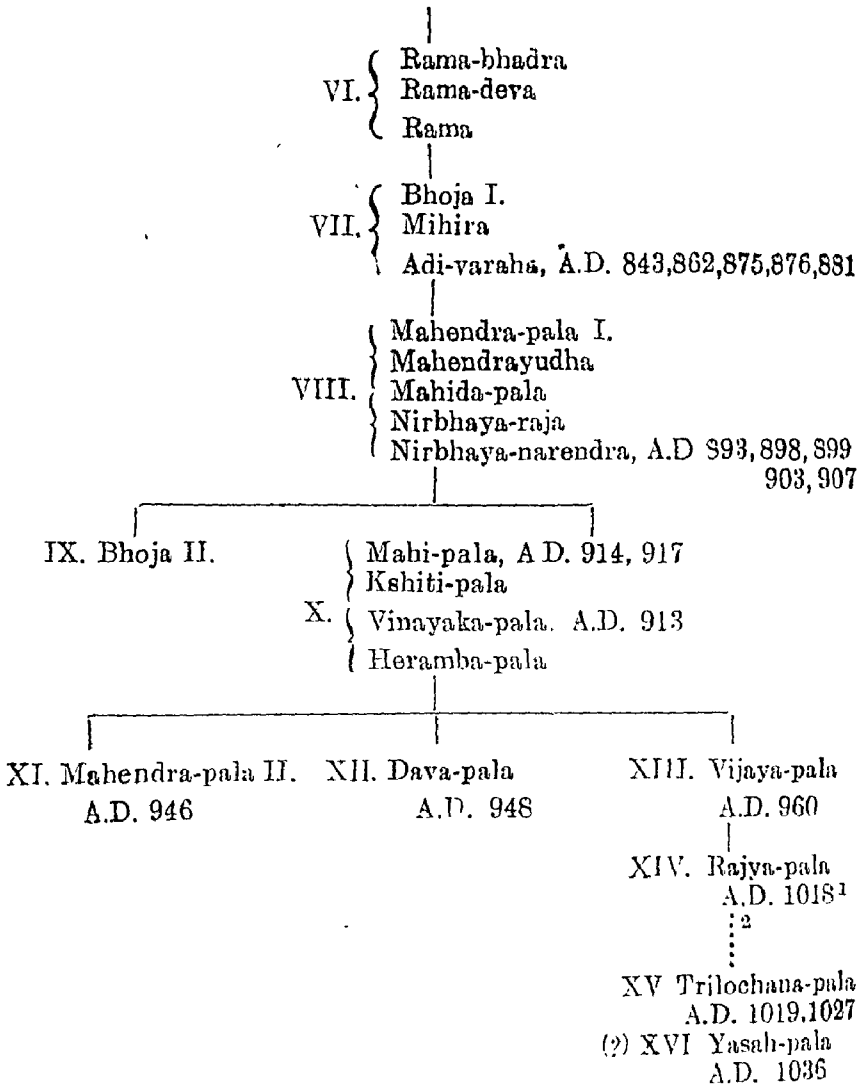 Rama-bhadra
VI. Rama-deva
Rama
Bhoja I.
VII. Mihira
Adi-varaha, A.D. 843,862,875,876,881
Mahendra-pala I.
Mahendrayudha
VIII. Mahida-pala
Nirbhaya-raja
Nirbhaya-narendra, A.D 893,898,899
903,907
IX. Bhoja II. Mahi-pala, A D. 914, 917
Kshiti-pala
X. Vinayaka-pala. A.D. 913
Heramba-pala
XI. Mahendra-pala II. XII. Dava-pala XIII. Vijaya-pala
A.D. 946 A.D. 948 A.D. 960
XIV. Rajya-pala
A.D. 1018¹
2
XV Trilochana-pala
A.D. 1019,1027
(?) XVI Yasah-pala
A.D. 1036